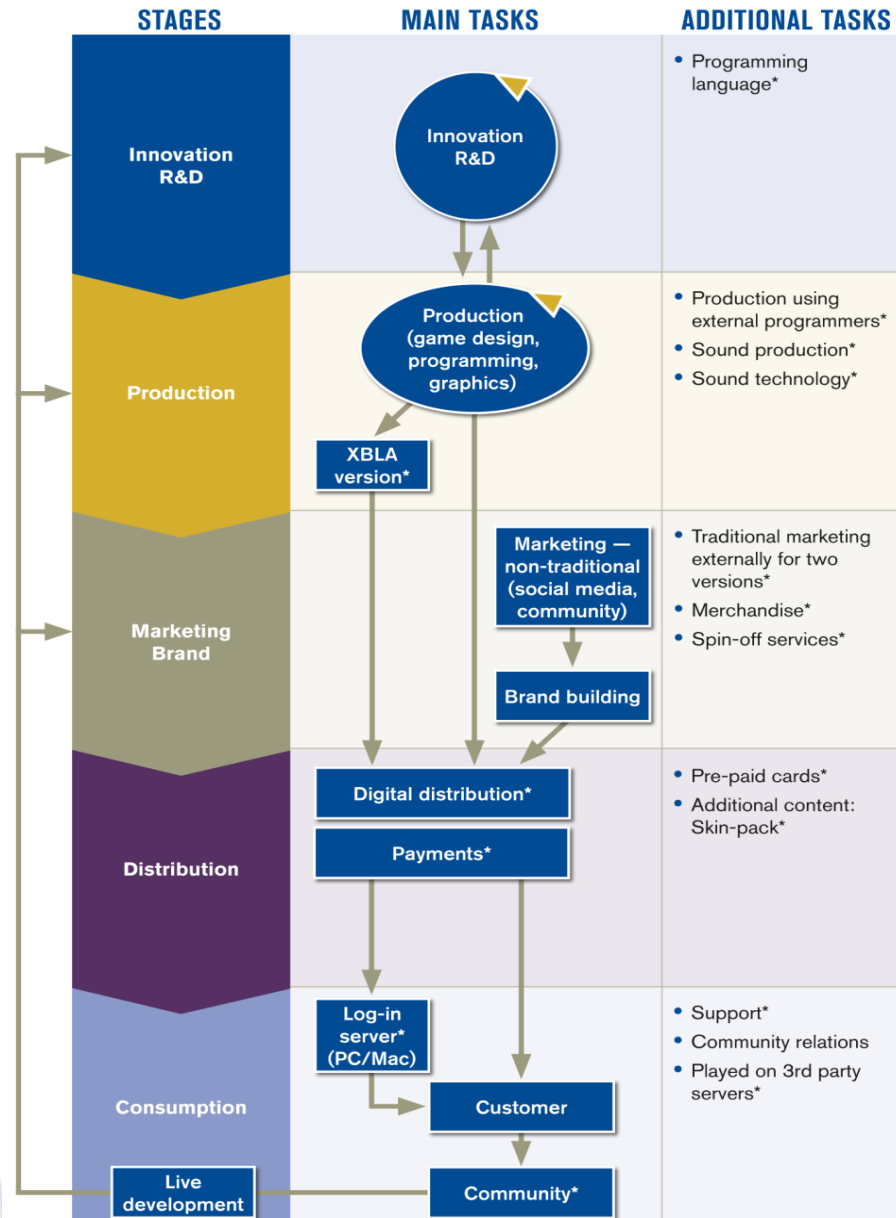 STAGES
MAIN TASKS
ADDITIONAL TASKS
Innovation
R&D
Innovation
R&D
• Programming
language*
Production
Production
(game design,
programming,
graphics)
XBLA
version*
• Production using
external programmers*
• Sound production*
• Sound technology*
Marketing
Brand
Marketing —
non-traditional
(social media,
community)
Brand building
• Traditional marketing
externally for two
versions*
• Merchandise*
• Spin-off services*
Distribution
Digital distribution*
Payments*
• Pre-paid cards*
• Additional content:
Skin-pack*
Consumption
Log-in
server*
(PC/Mac)
Customer
• Support*
• Community relations
• Played on 3rd party
servers*
Live
development
Community*